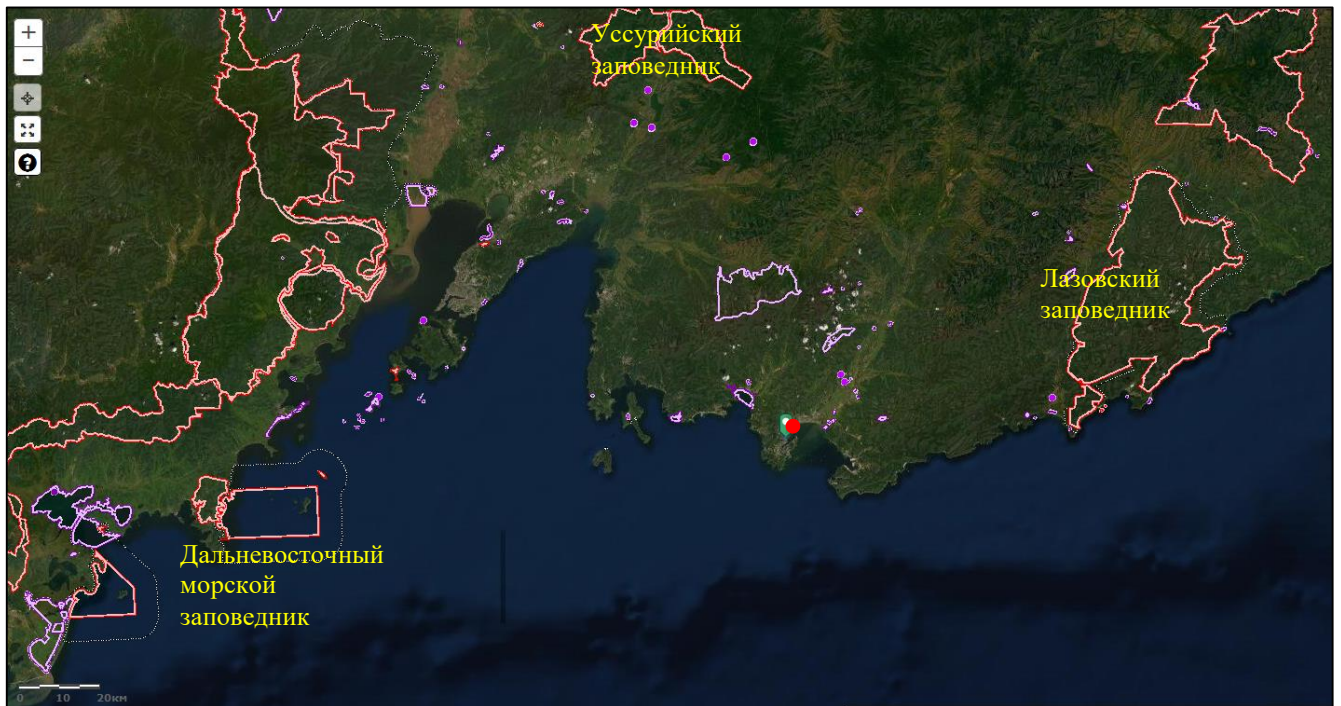 +
−
?
Уссурийский
заповедник
Лазовский
заповедник
Дальневосточный
морской
заповедник
0 10 20км